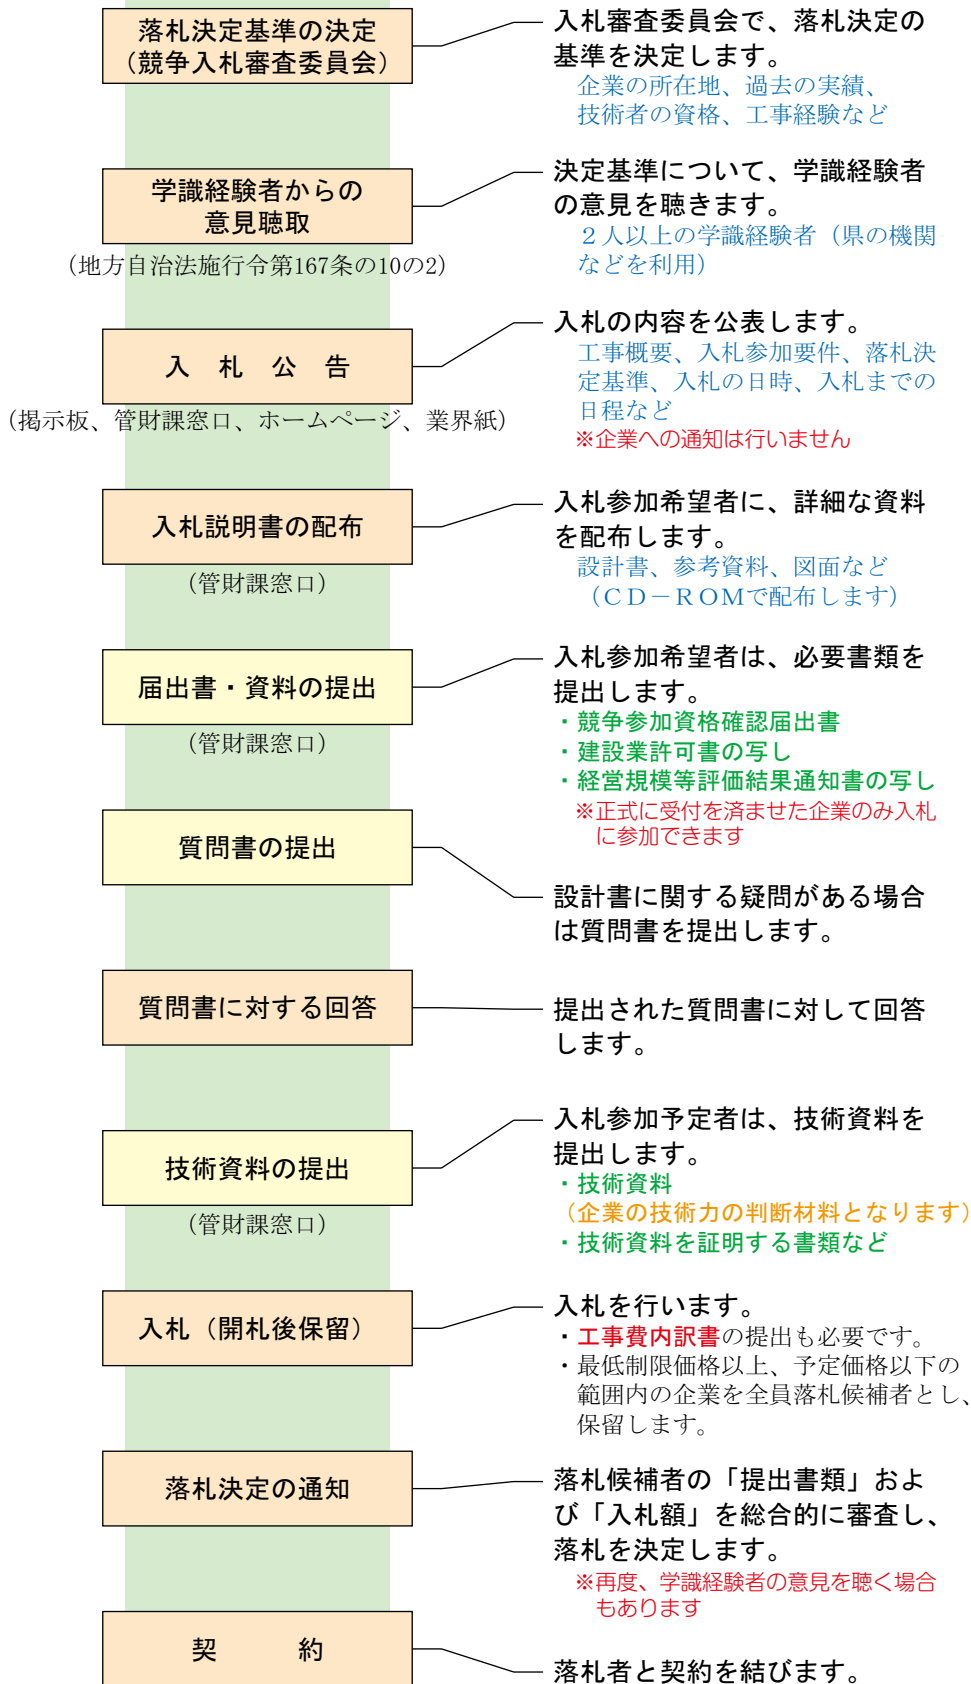 落札決定基準の決定
（競争入札審査委員会）
入札審査委員会で、落札決定の
基準を決定します。
企業の所在地、過去の実績、
技術者の資格、工事経験など
学識経験者からの
意見聴取
（地方自治法施行令第167条の10の2）
決定基準について、学識経験者
の意見を聴きます。
２人以上の学識経験者（県の機関
などを利用）
入　札　公　告
（掲示板、管財課窓口、ホームページ、業界紙）
入札の内容を公表します。
工事概要、入札参加要件、落札決
定基準、入札の日時、入札までの
日程など
※企業への通知は行いません
入札説明書の配布
（管財課窓口）
入札参加希望者に、詳細な資料
を配布します。
設計書、参考資料、図面など
（ＣＤ－ＲＯＭで配布します）
届出書・資料の提出
（管財課窓口）
入札参加希望者は、必要書類を
提出します。
・競争参加資格確認届出書
・建設業許可書の写し
・経営規模等評価結果通知書の写し
※正式に受付を済ませた企業のみ入札
に参加できます
質問書の提出
設計書に関する疑問がある場合
は質問書を提出します。
質問書に対する回答
提出された質問書に対して回答
します。
技術資料の提出
（管財課窓口）
入札参加予定者は、技術資料を
提出します。
・技術資料
（企業の技術力の判断材料となります）
・技術資料を証明する書類など
入札（開札後保留）
入札を行います。
・工事費内訳書の提出も必要です。
・最低制限価格以上、予定価格以下の
範囲内の企業を全員落札候補者とし、
保留します。
落札決定の通知
落札候補者の「提出書類」およ
び「入札額」を総合的に審査し、
落札を決定します。
※再度、学識経験者の意見を聴く場合
もあります
契　　　約
落札者と契約を結びます。